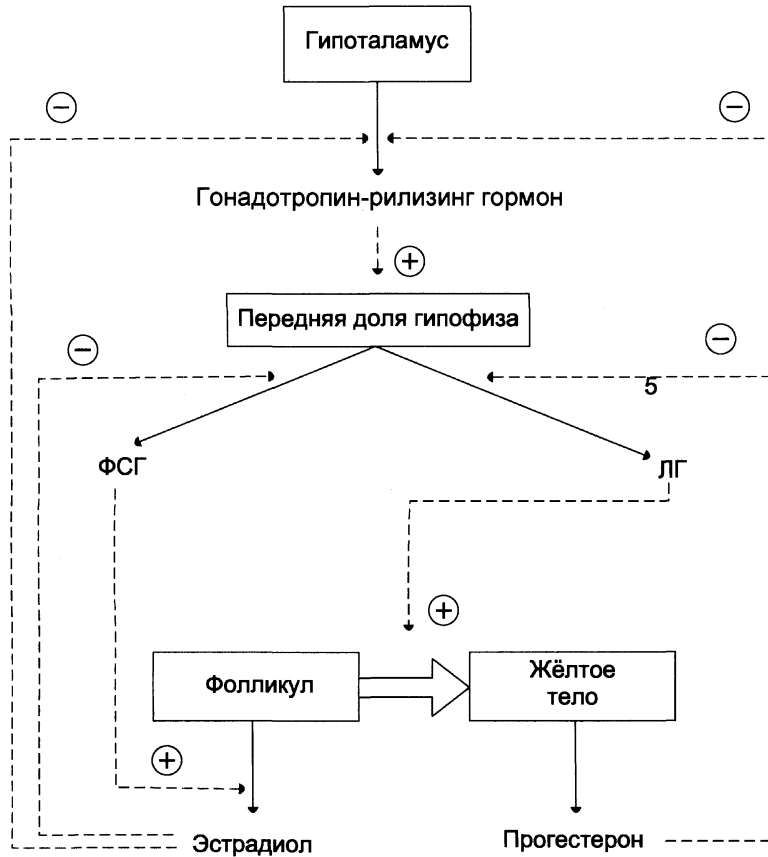 Гипоталамус
−
−
Гонадотропин-рилизинг гормон
+
Передняя доля гипофиза
−
−
5
ФСГ
ЛГ
+
Фолликул
Жёлтое
тело
+
Эстрадиол
Прогестерон